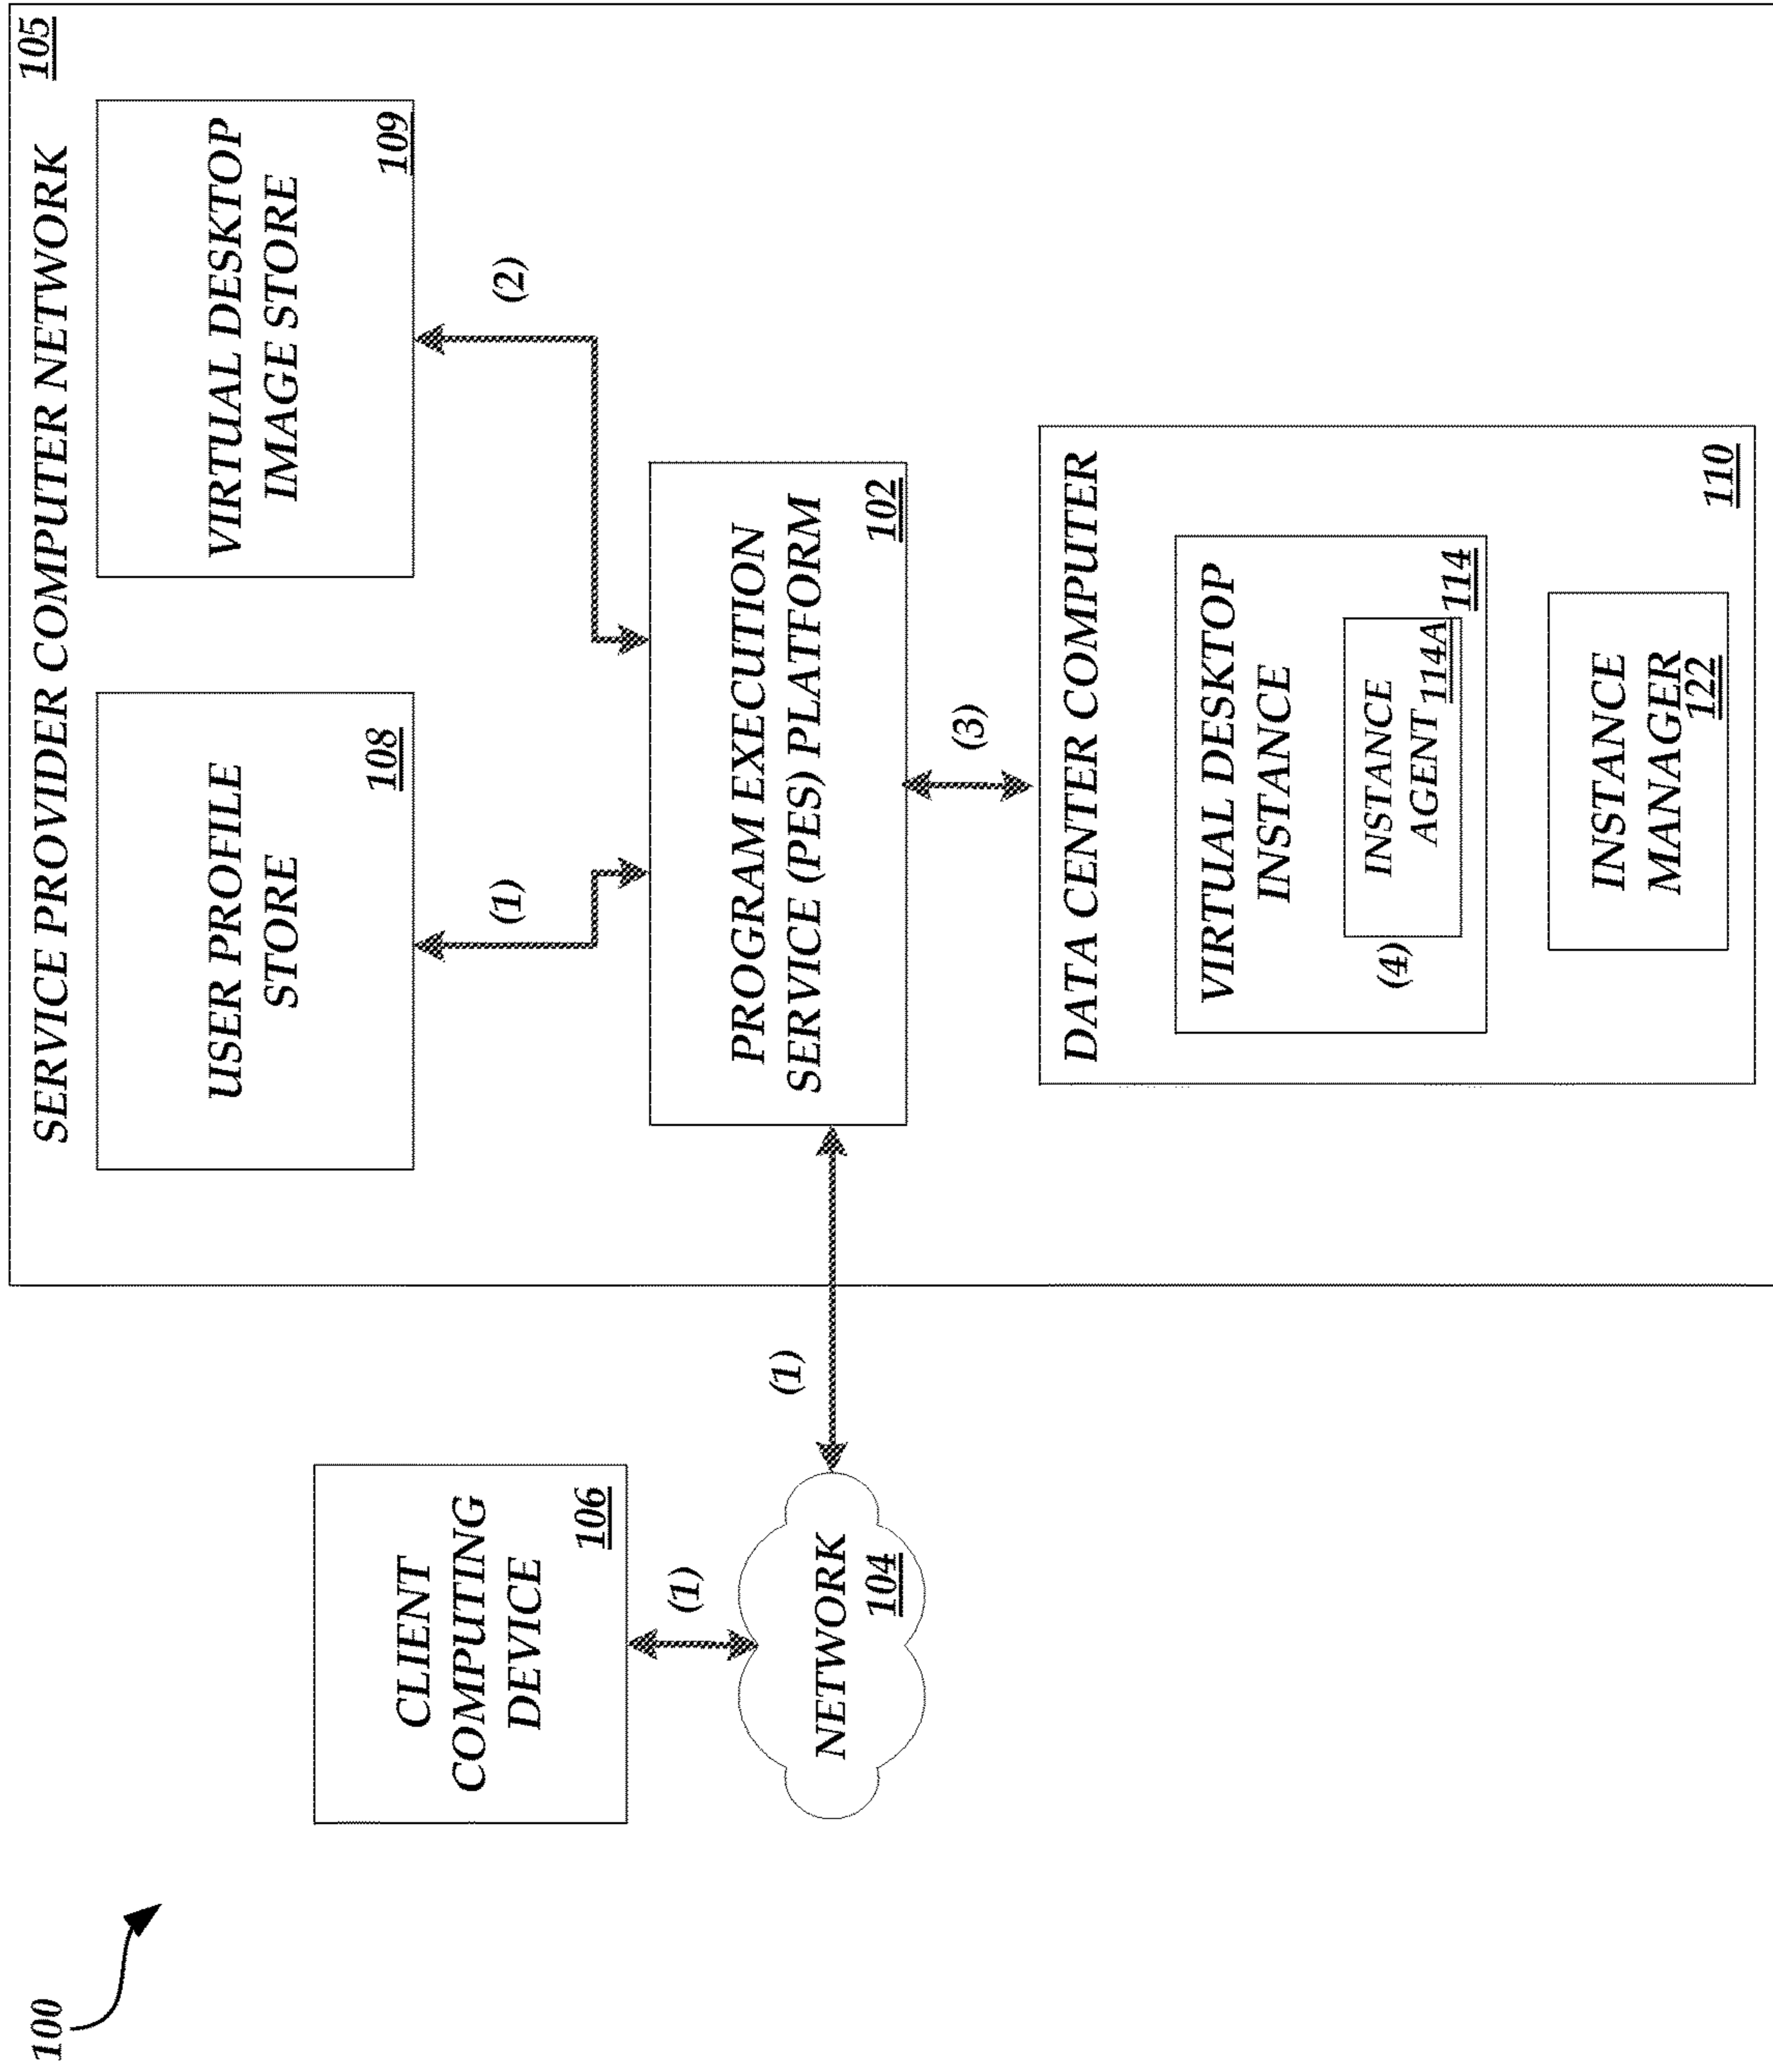 100
SERVICE PROVIDER COMPUTER NETWORK
105
USER PROFILE
STORE
108
VIRTUAL DESKTOP
IMAGE STORE
109
(1)
(2)
CLIENT
COMPUTING
DEVICE
106
(1)
NETWORK
104
(1)
PROGRAM EXECUTION
SERVICE (PES) PLATFORM
102
(3)
DATA CENTER COMPUTER
VIRTUAL DESKTOP
INSTANCE
(4)
INSTANCE
AGENT
114A
114
INSTANCE
MANAGER
122
110